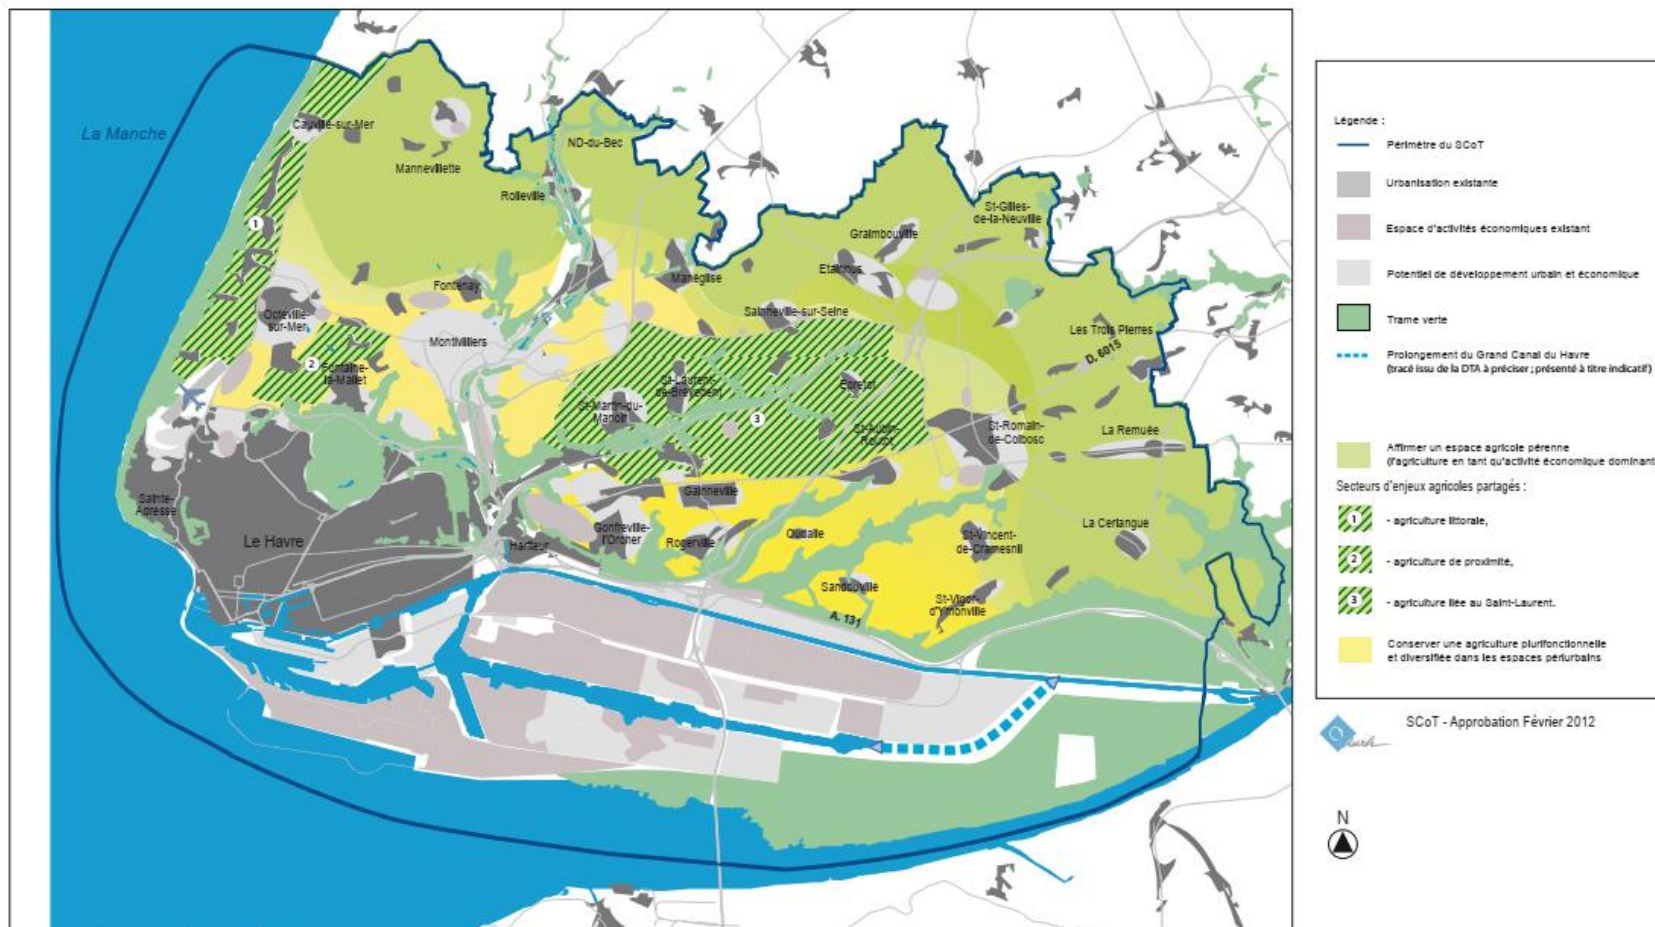 La Manche
Cauville-sur-Mer
Mannevillette
ND-du-Bec
Rolleville
St-Gilles-
de-la-Neuville
Graimbouville
Etainhus
Manéglise
Fontenay
Sainneville-sur-Seine
Octeville-
sur-Mer
Montivilliers
Les Trois Pierres
D. 6015
Fontaine-
la-Mallet
St-Laurent-
de-Brèvedent
Epretot
St-Martin-du-
Manoir
St-Aubin-
Routot
St-Romain-
de-Colbosc
La Remuée
1
2
3
Sainte-
Adresse
Le Havre
Harfleur
Gainneville
Gonfreville-
l'Orcher
Rogerville
Oudalle
St-Vincent-
de-Cramesnil
La Cerlangue
Sandouville
St-Vigor-
d'Ymonville
A. 131
Légende :
Périmètre du SCoT
Urbanisation existante
Espace d'activités économiques existant
Potentiel de développement urbain et économique
Trame verte
Prolongement du Grand Canal du Havre
(tracé issu de la DTA à préciser ; présenté à titre indicatif)
Affirmer un espace agricole pérenne
(l'agriculture en tant qu'activité économique dominant
Secteurs d'enjeux agricoles partagés :
1 - agriculture littorale,
2 - agriculture de proximité,
3 - agriculture liée au Saint-Laurent.
Conserver une agriculture plurifonctionnelle
et diversifiée dans les espaces périurbains
SCoT - Approbation Février 2012
N